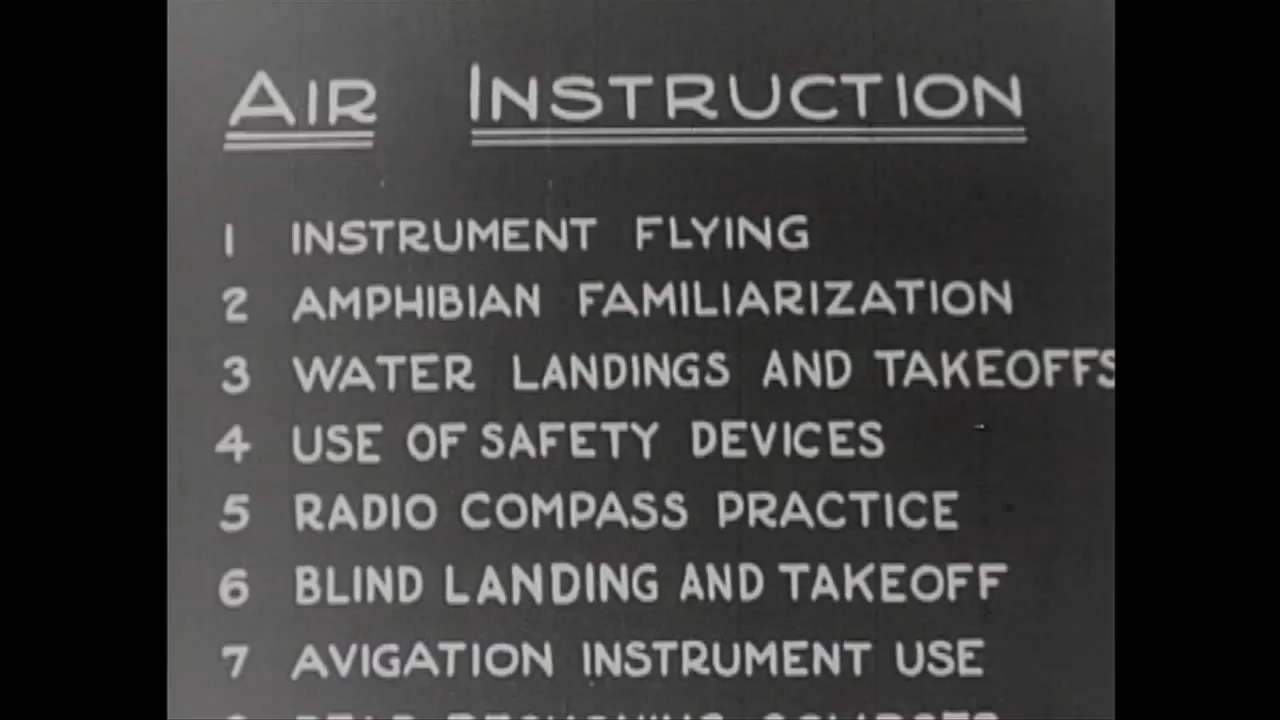 AIR INSTRUCTION
1 INSTRUMENT FLYING
2 AMPHIBIAN FAMILIARIZATION
3 WATER LANDINGS AND TAKEOFFS
4 USE OF SAFETY DEVICES
5 RADIO COMPASS PRACTICE
6 BLIND LANDING AND TAKEOFF
7 AVIGATION INSTRUMENT USE